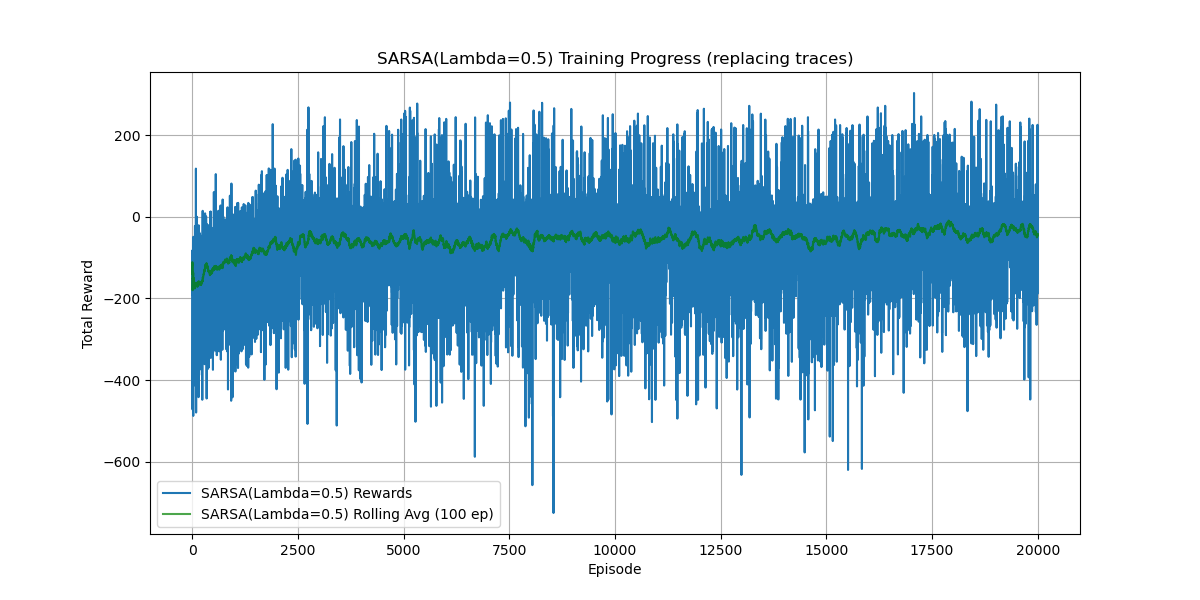 SARSA(Lambda=0.5) Training Progress (replacing traces)
Total Reward
200
0
−200
−400
−600
SARSA(Lambda=0.5) Rewards
SARSA(Lambda=0.5) Rolling Avg (100 ep)
0 2500 5000 7500 10000 12500 15000 17500 20000
Episode